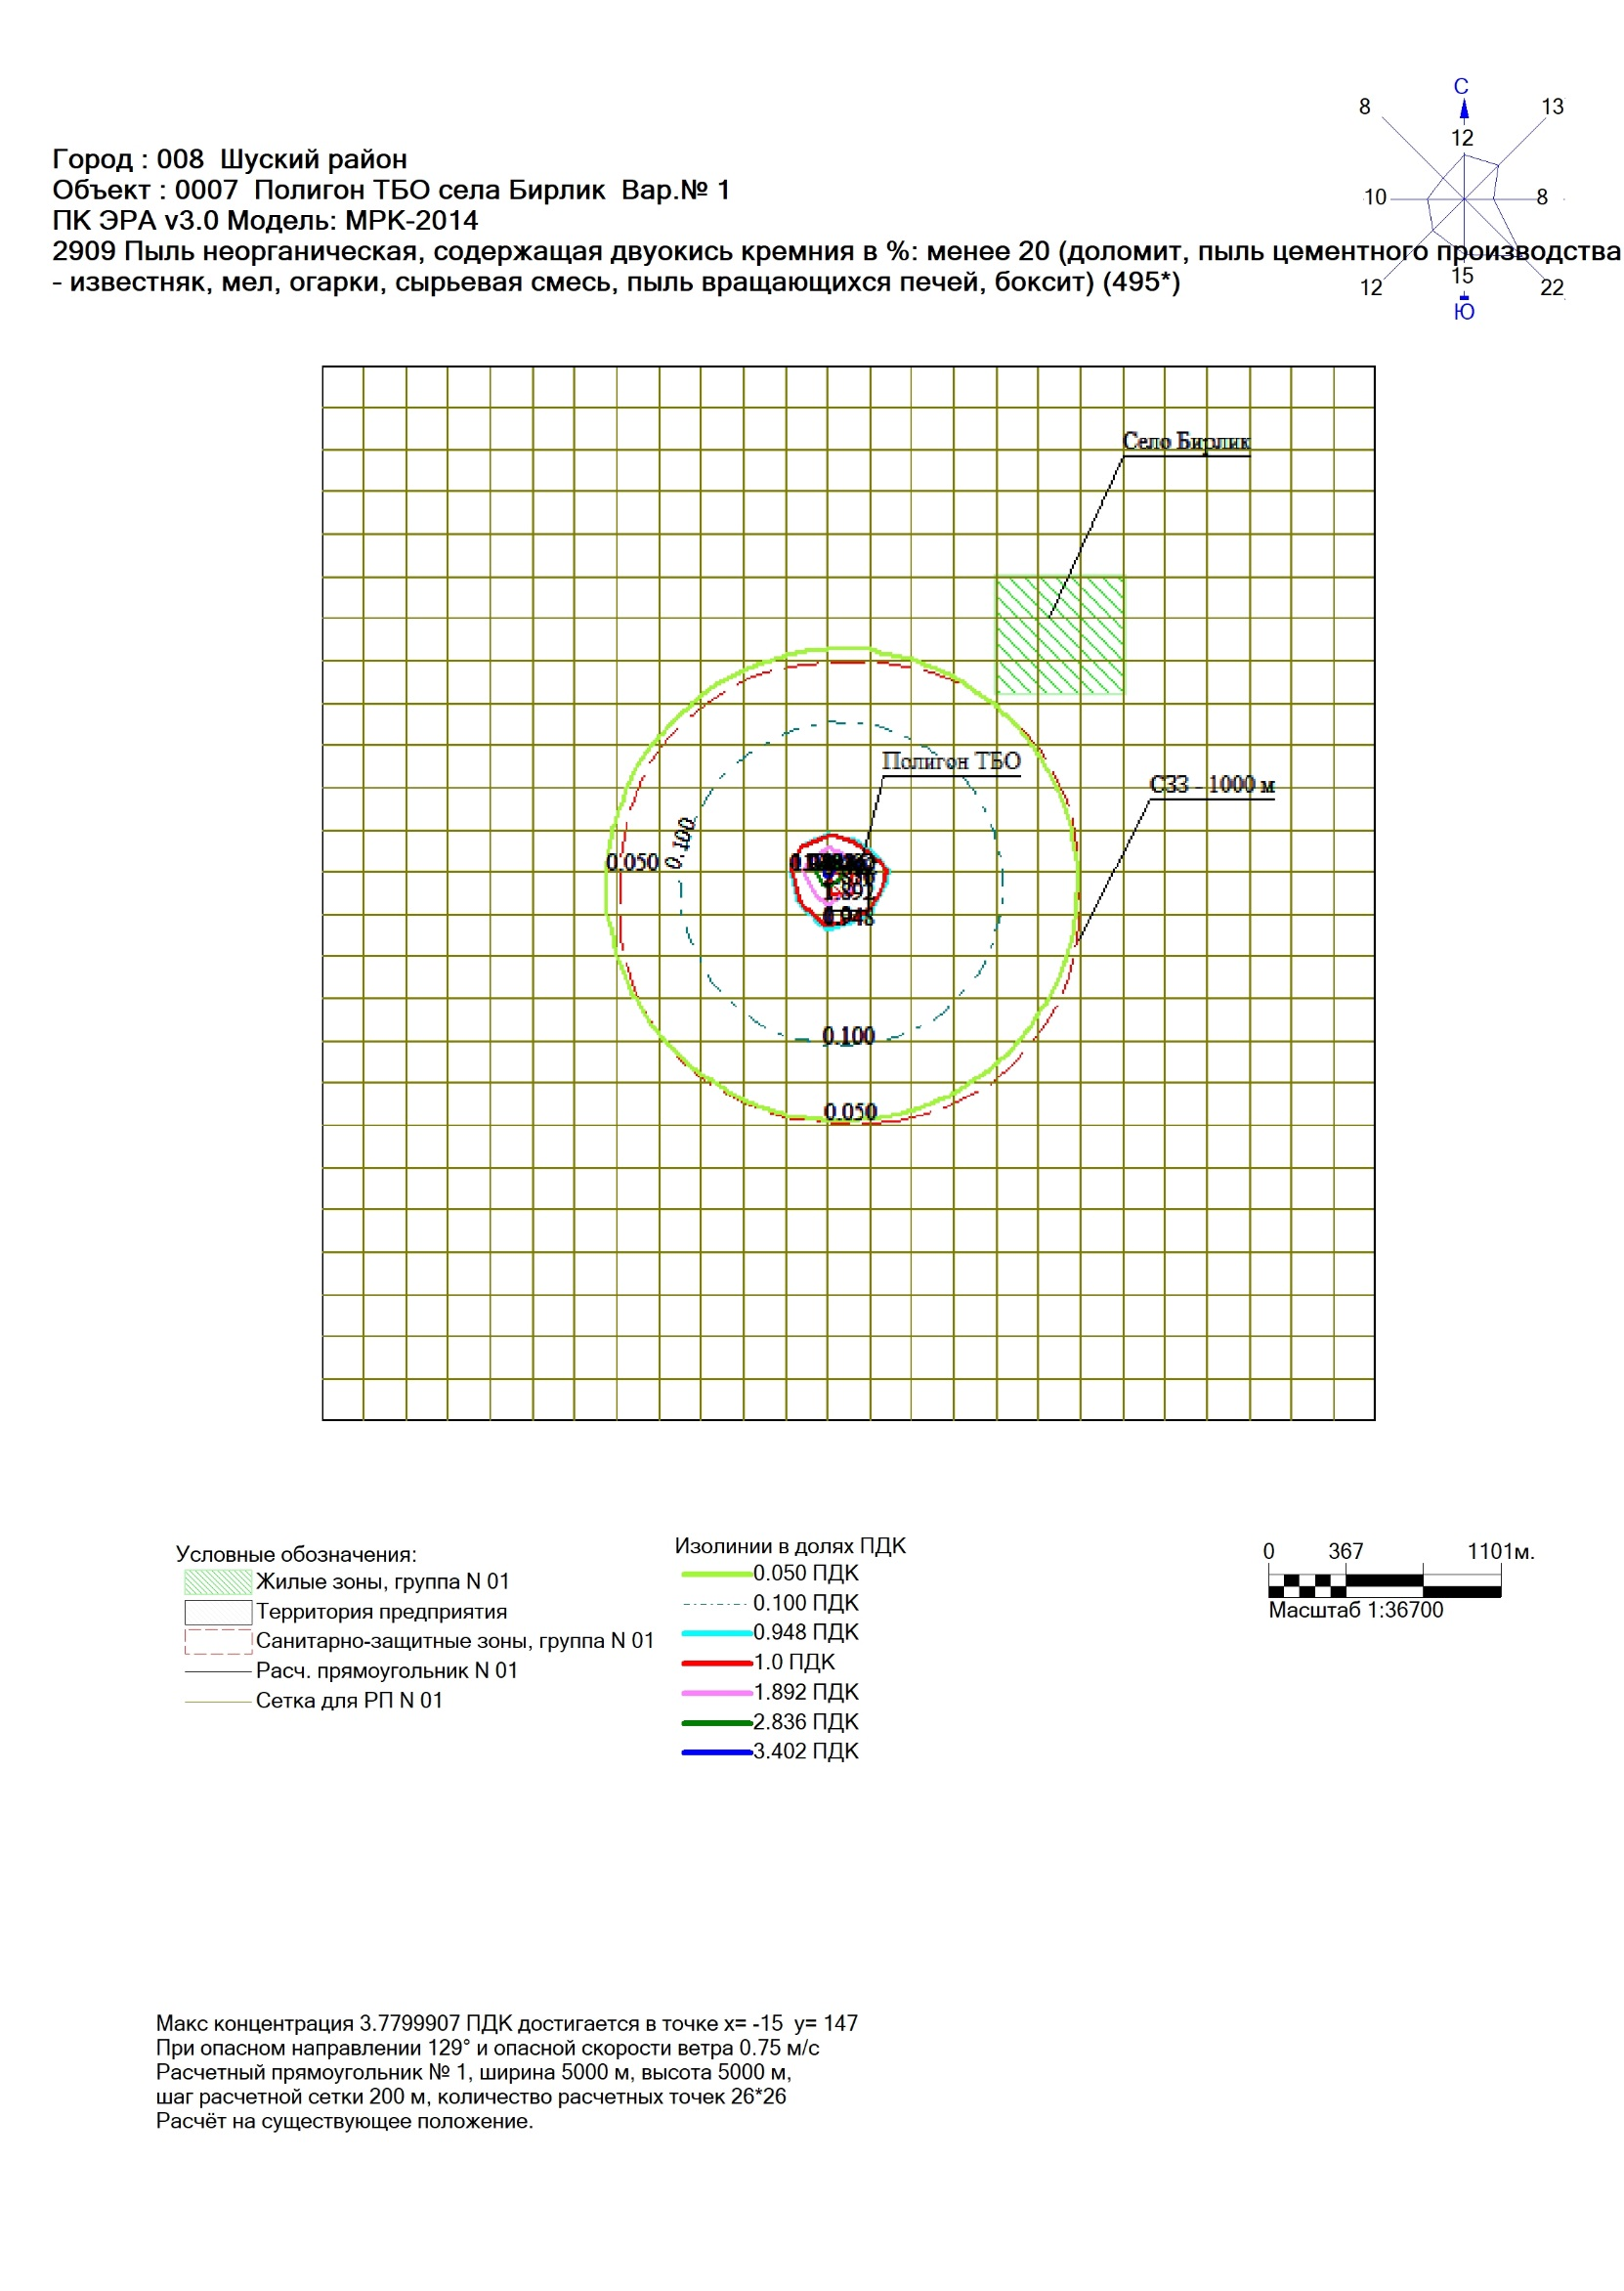 С
8
13
12
10
8
12
15
22
Ю
Город : 008 Шуский район
Объект : 0007 Полигон ТБО села Бирлик Вар.№ 1
ПК ЭРА v3.0 Модель: МРК-2014
2909 Пыль неорганическая, содержащая двуокись кремния в %: менее 20 (доломит, пыль цементного производства
- известняк, мел, огарки, сырьевая смесь, пыль вращающихся печей, боксит) (495*)
Село Бирлик
Полигон ТБО
СЗЗ - 1000 м
0.100
0.050
1.892
0.948
0.100
0.050
Условные обозначения:
Жилые зоны, группа N 01
Территория предприятия
Санитарно-защитные зоны, группа N 01
Расч. прямоугольник N 01
Сетка для РП N 01
Изолинии в долях ПДК
0.050 ПДК
0.100 ПДК
0.948 ПДК
1.0 ПДК
1.892 ПДК
2.836 ПДК
3.402 ПДК
0 367 1101м.
Масштаб 1:36700
Макс концентрация 3.7799907 ПДК достигается в точке x= -15 y= 147
При опасном направлении 129° и опасной скорости ветра 0.75 м/с
Расчетный прямоугольник № 1, ширина 5000 м, высота 5000 м,
шаг расчетной сетки 200 м, количество расчетных точек 26*26
Расчёт на существующее положение.